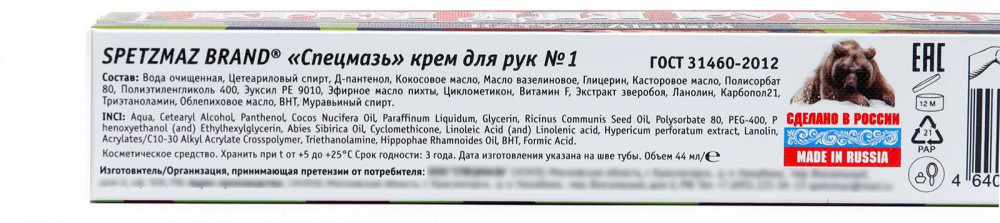 SPETZMAZ BRAND® «Спецмазь» крем для рук №1 ГОСТ 31460-2012
Состав: Вода очищенная, Цетеариловый спирт, Д-пантенол, Кокосовое масло, Масло вазелиновое, Глицерин, Касторовое масло, Полисорбат
80, Полиэтиленгликоль 400, Эуксил PE 9010, Эфирное масло пихты, Циклометикон, Витамин F, Экстракт зверобоя, Ланолин, Карбопол21,
Триэтаноламин, Облепиховое масло, ВНТ, Муравьиный спирт.
INCI: Aqua, Cetearyl Alcohol, Panthenol, Cocos Nucifera Oil, Paraffinum Liquidum, Glycerin, Ricinus Communis Seed Oil, Polysorbate 80, PEG-400, P
henoxyethanol (and) Ethylhexylglycerin, Abies Sibirica Oil, Cyclomethicone, Linoleic Acid (and) Linolenic acid, Hypericum perforatum extract, Lanolin,
Acrylates/C10-30 Alkyl Acrylate Crosspolymer, Triethanolamine, Hippophae Rhamnoides Oil, BHT, Formic Acid.
Косметическое средство. Хранить при t от +5 до +25°С Срок годности: 3 года. Дата изготовления указана на шве тубы. Объем 44 мл/℮
Изготовитель/Организация, принимающая претензии от потребителя:
СДЕЛАНО В РОССИИ
MADE IN RUSSIA
EAC
12 M
21
PAP
4 640